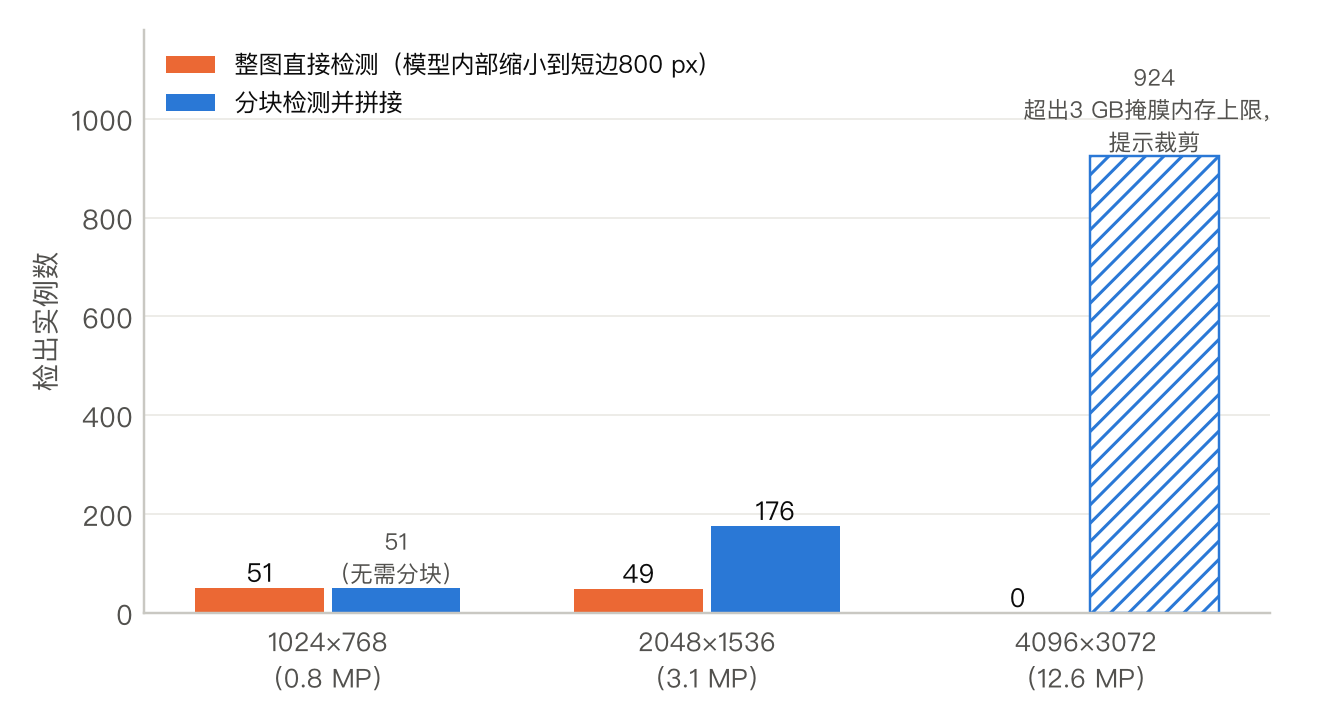 整图直接检测（模型内部缩小到短边800 px）
分块检测并拼接
检出实例数
1000
800
600
400
200
0
51
51
（无需分块）
49
176
0
924
超出3 GB掩膜内存上限，
提示裁剪
1024×768
(0.8 MP)
2048×1536
(3.1 MP)
4096×3072
(12.6 MP)